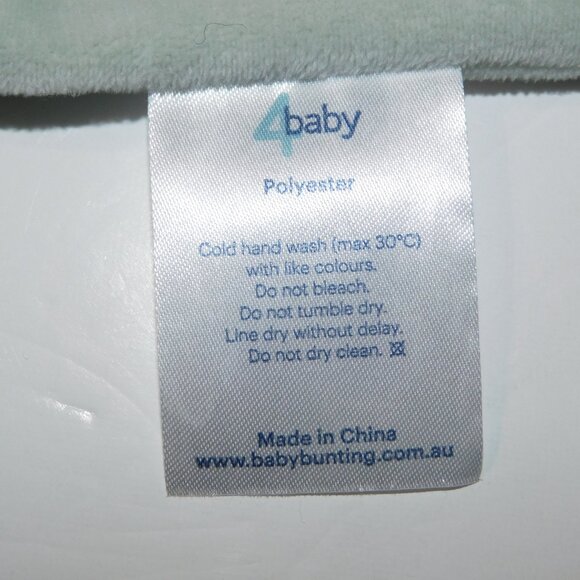 4baby
Polyester
Cold hand wash (max 30°C)
with like colours.
Do not bleach.
Do not tumble dry.
Line dry without delay.
Do not dry clean.
Made in China
www.babybunting.com.au